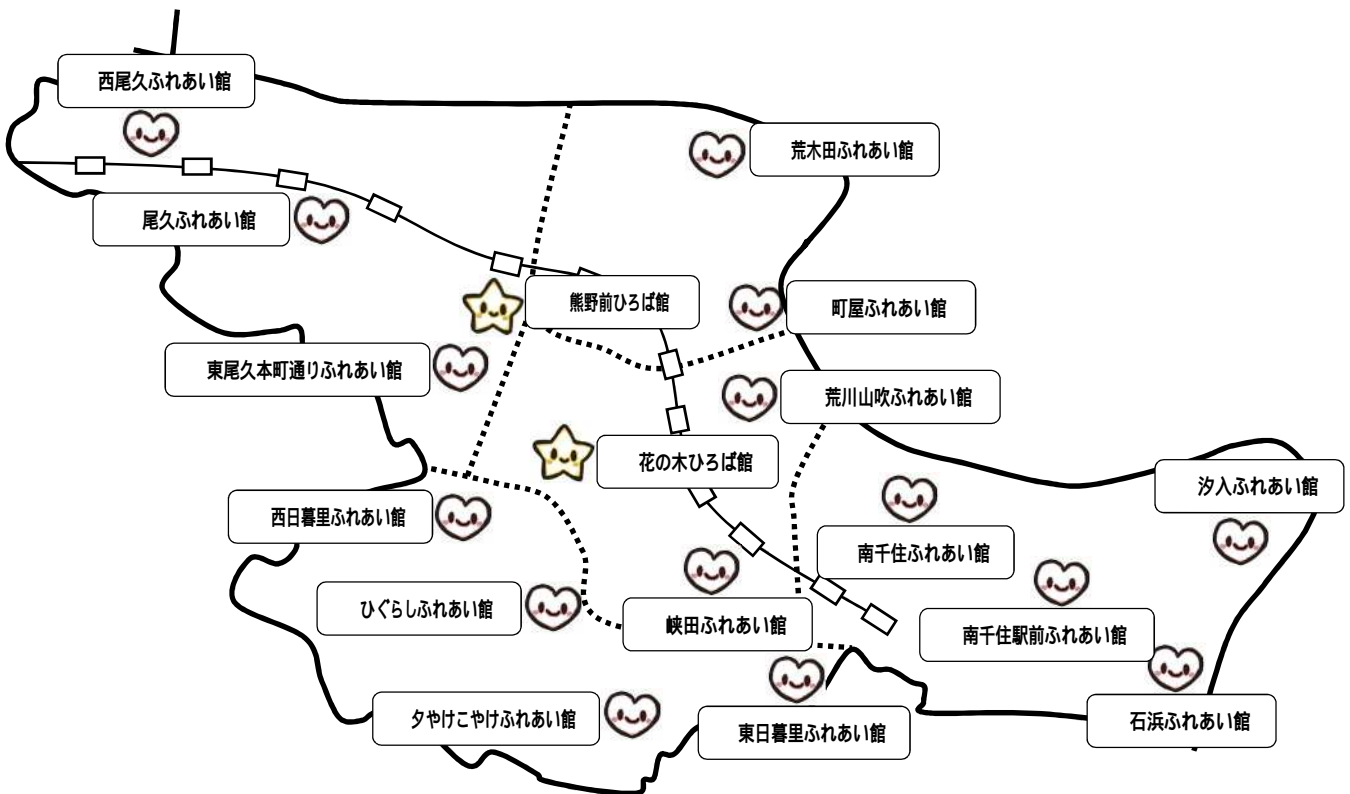 西尾久ふれあい館
荒木田ふれあい館
尾久ふれあい館
熊野前ひろば館
町屋ふれあい館
東尾久本町通りふれあい館
荒川山吹ふれあい館
花の木ひろば館
汐入ふれあい館
西日暮里ふれあい館
南千住ふれあい館
ひぐらしふれあい館
峡田ふれあい館
南千住駅前ふれあい館
夕やけこやけふれあい館
東日暮里ふれあい館
石浜ふれあい館